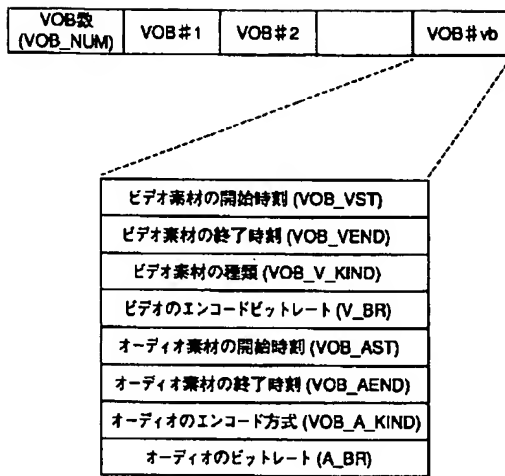 VOB数
(VOB_NUM)
VOB#1
VOB#2
VOB#vb
ビデオ素材の開始時刻 (VOB_VST)
ビデオ素材の終了時刻 (VOB_VEND)
ビデオ素材の種類 (VOB_V_KIND)
ビデオのエンコードビットレート (V_BR)
オーディオ素材の開始時刻 (VOB_AST)
オーディオ素材の終了時刻 (VOB_AEND)
オーディオのエンコード方式 (VOB_A_KIND)
オーディオのビットレート (A_BR)